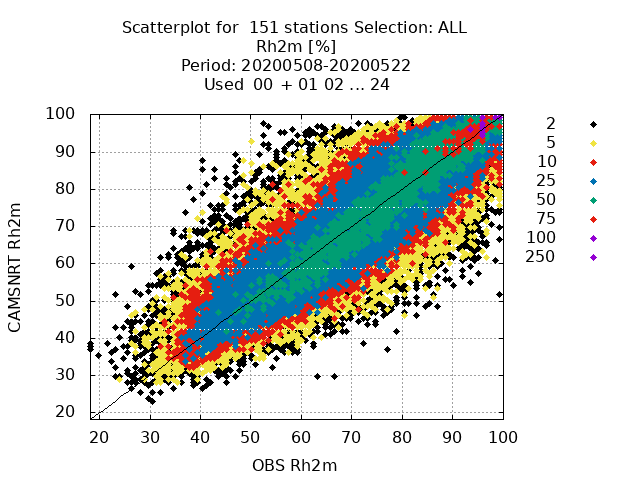 Scatterplot for  151 stations Selection: ALL
Rh2m [%]
Period: 20200508-20200522
Used  00 + 01 02 ... 24
100
90
80
70
60
50
40
30
20
CAMSNRT Rh2m
20 30 40 50 60 70 80 90 100
OBS Rh2m
2
5
10
25
50
75
100
250